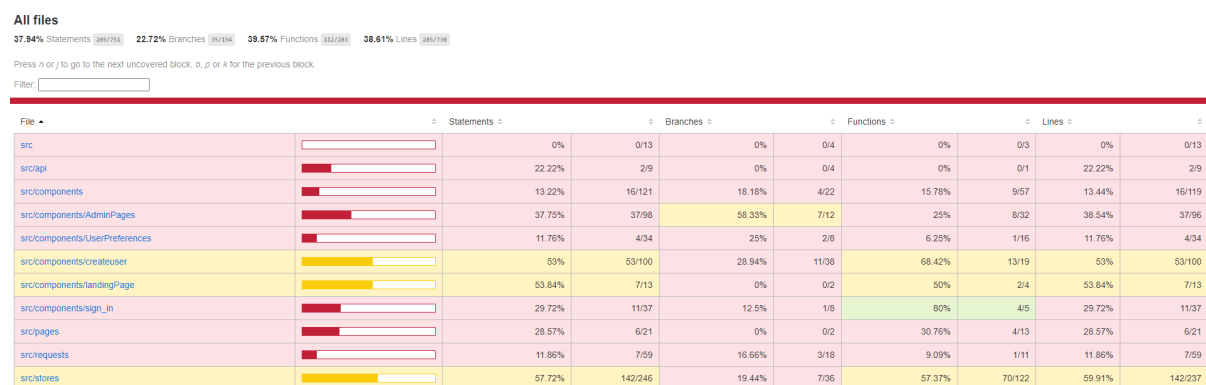 All files
37.94% Statements 285/751 22.72% Branches 35/154 39.57% Functions 112/283 38.61% Lines 285/738
Press n or j to go to the next uncovered block, b, p or k for the previous block.
Filter:
File Statements Branches Functions Lines
src 0% 0/13 0% 0/4 0% 0/3 0% 0/13
src/api 22.22% 2/9 0% 0/4 0% 0/1 22.22% 2/9
src/components 13.22% 16/121 18.18% 4/22 15.78% 9/57 13.44% 16/119
src/components/AdminPages 37.75% 37/98 58.33% 7/12 25% 8/32 38.54% 37/96
src/components/UserPreferences 11.76% 4/34 25% 2/8 6.25% 1/16 11.76% 4/34
src/components/createuser 53% 53/100 28.94% 11/38 68.42% 13/19 53% 53/100
src/components/landingPage 53.84% 7/13 0% 0/2 50% 2/4 53.84% 7/13
src/components/sign_in 29.72% 11/37 12.5% 1/8 80% 4/5 29.72% 11/37
src/pages 28.57% 6/21 0% 0/2 30.76% 4/13 28.57% 6/21
src/requests 11.86% 7/59 16.66% 3/18 9.09% 1/11 11.86% 7/59
src/stores 57.72% 142/246 19.44% 7/36 57.37% 70/122 59.91% 142/237